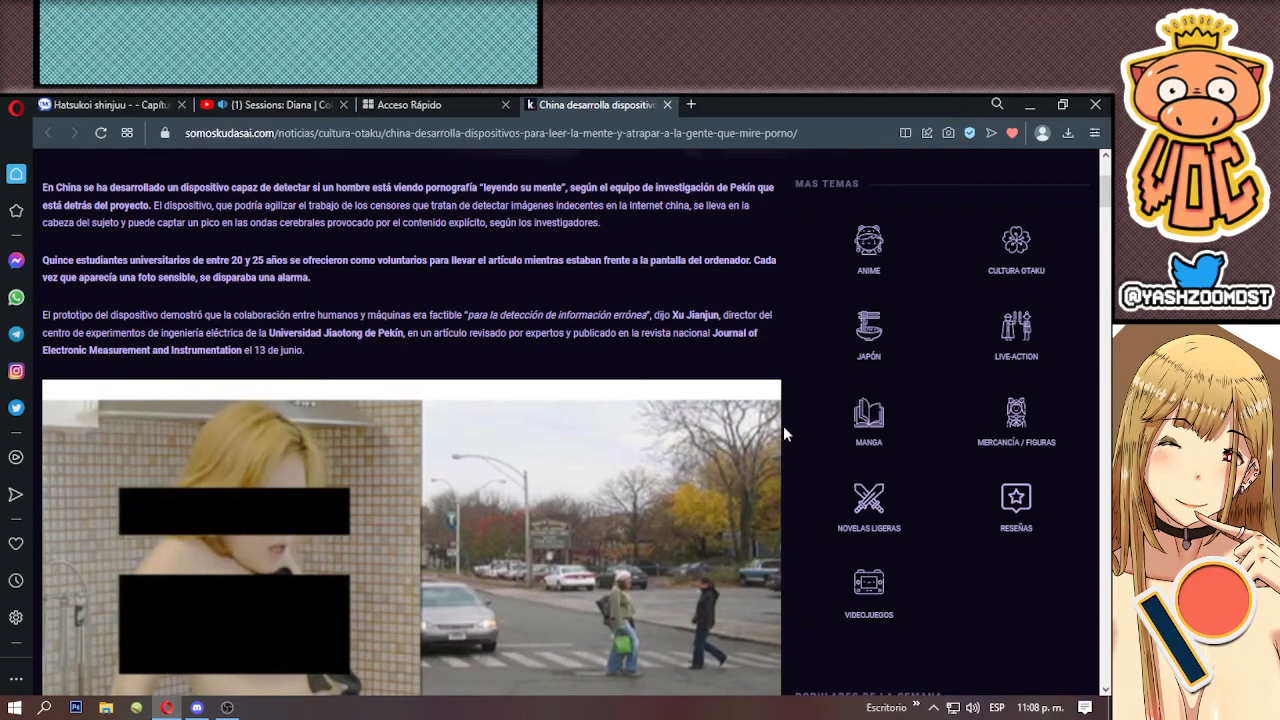 Hatsukoi shinjuu - - Capítu
(1) Sessions: Diana | Co
Acceso Rápido
China desarrolla dispositivo
somoskudasai.com/noticias/cultura-otaku/china-desarrolla-dispositivos-para-leer-la-mente-y-atrapar-a-la-gente-que-mire-porno/
En China se ha desarrollado un dispositivo capaz de detectar si un hombre está viendo pornografía “leyendo su mente”, según el equipo de investigación de Pekín que
está detrás del proyecto. El dispositivo, que podría agilizar el trabajo de los censores que tratan de detectar imágenes indecentes en la Internet china, se lleva en la
cabeza del sujeto y puede captar un pico en las ondas cerebrales provocado por el contenido explícito, según los investigadores.
Quince estudiantes universitarios de entre 20 y 25 años se ofrecieron como voluntarios para llevar el artículo mientras estaban frente a la pantalla del ordenador. Cada
vez que aparecía una foto sensible, se disparaba una alarma.
El prototipo del dispositivo demostró que la colaboración entre humanos y máquinas era factible “para la detección de información errónea”, dijo Xu Jianjun, director del
centro de experimentos de ingeniería eléctrica de la Universidad Jiaotong de Pekín, en un artículo revisado por expertos y publicado en la revista nacional Journal of
Electronic Measurement and Instrumentation el 13 de junio.
MAS TEMAS
ANIME
CULTURA OTAKU
JAPÓN
LIVE-ACTION
MANGA
MERCANCÍA / FIGURAS
NOVELAS LIGERAS
RESEÑAS
VIDEOJUEGOS
POPULARES DE LA SEMANA
@YASHZOOMDST
Escritorio
ESP
11:08 p. m.